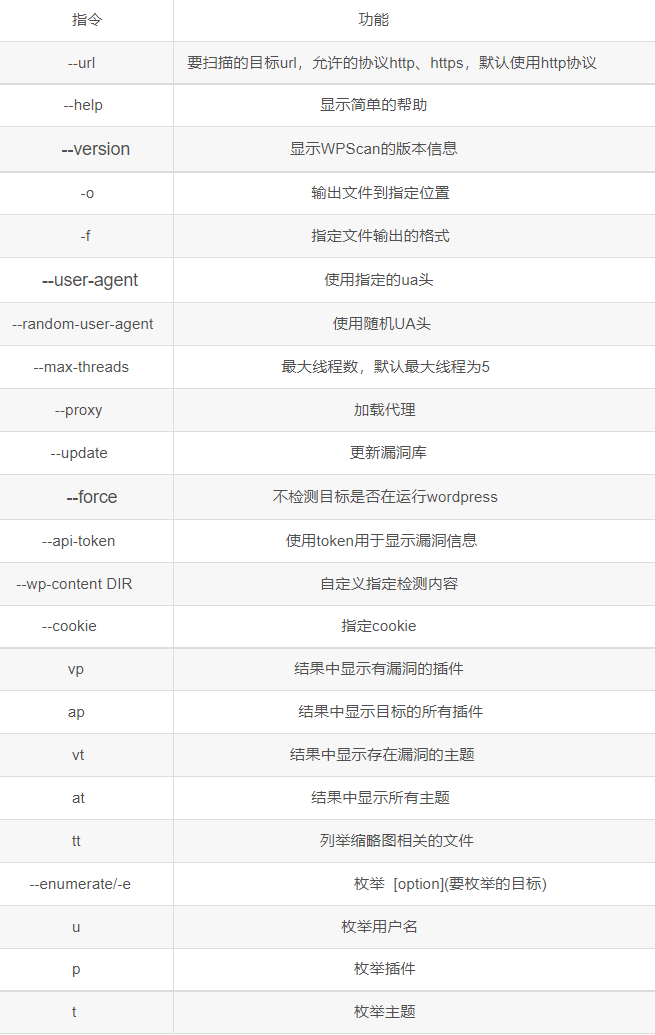 指令 功能
--url 要扫描的目标url，允许的协议http、https，默认使用http协议
--help 显示简单的帮助
--version 显示WPScan的版本信息
-o 输出文件到指定位置
-f 指定文件输出的格式
--user-agent 使用指定的ua头
--random-user-agent 使用随机UA头
--max-threads 最大线程数，默认最大线程为5
--proxy 加载代理
--update 更新漏洞库
--force 不检测目标是否在运行wordpress
--api-token 使用token用于显示漏洞信息
--wp-content DIR 自定义指定检测内容
--cookie 指定cookie
vp 结果中显示有漏洞的插件
ap 结果中显示目标的所有插件
vt 结果中显示存在漏洞的主题
at 结果中显示所有主题
tt 列举缩略图相关的文件
--enumerate/-e 枚举 [option](要枚举的目标)
u 枚举用户名
p 枚举插件
t 枚举主题